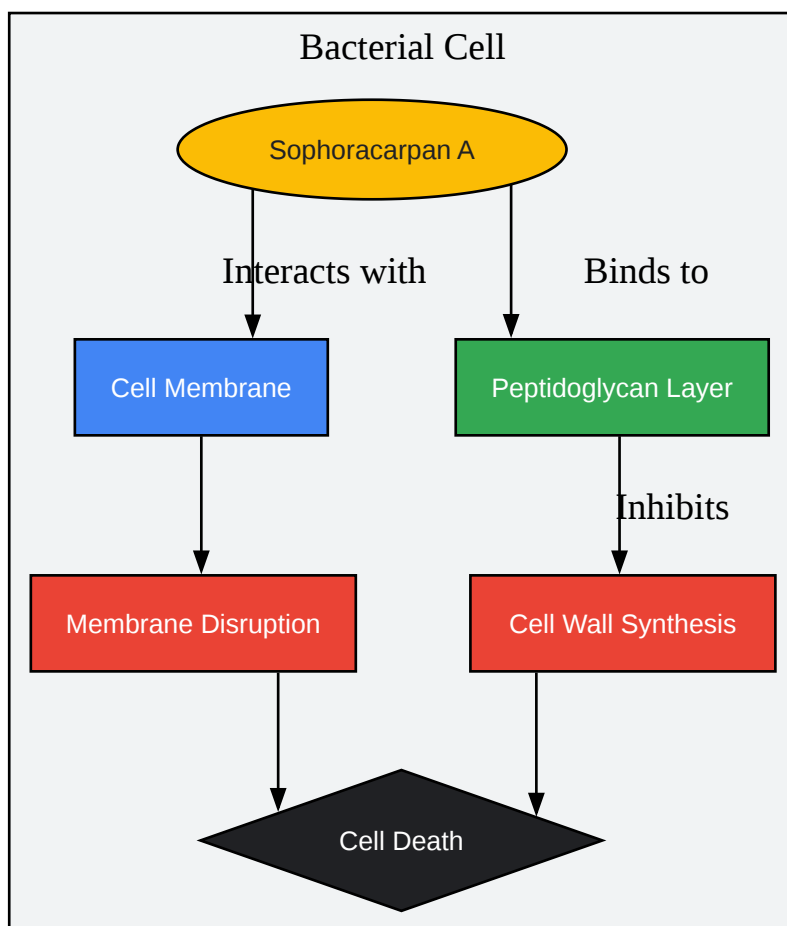 Bacterial Cell
Sophoracarpan A
Interacts with
Binds to
Cell Membrane
Peptidoglycan Layer
Inhibits
Membrane Disruption
Cell Wall Synthesis
Cell Death